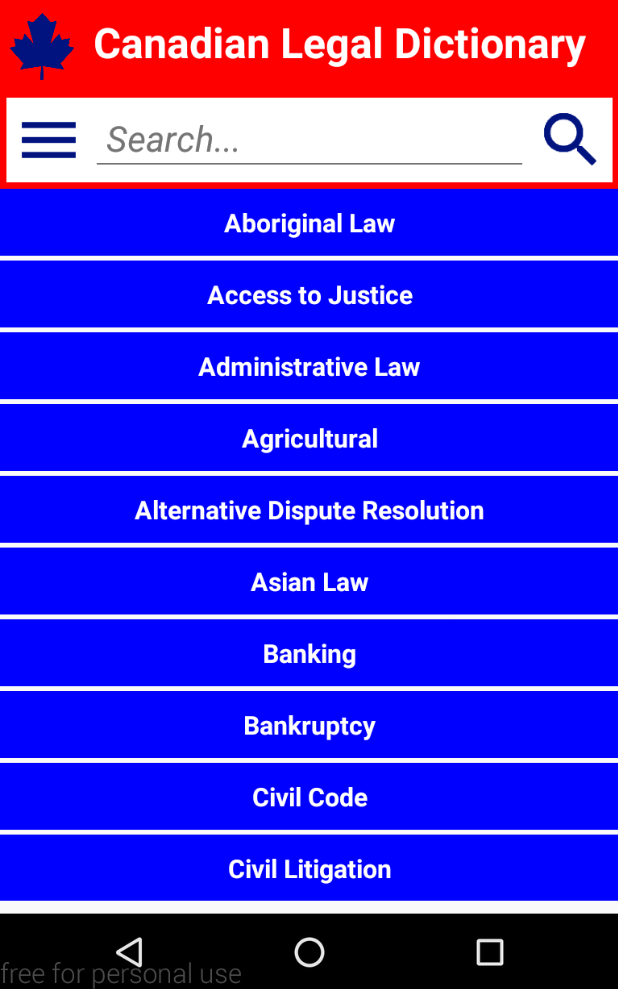 Canadian Legal Dictionary
Search...
Aboriginal Law
Access to Justice
Administrative Law
Agricultural
Alternative Dispute Resolution
Asian Law
Banking
Bankruptcy
Civil Code
Civil Litigation
free for personal use